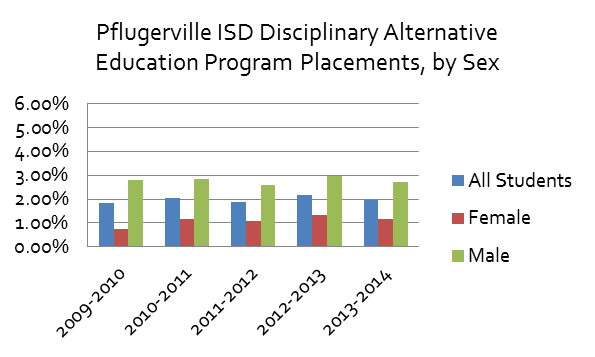 Pflugerville ISD Disciplinary Alternative
Education Program Placements, by Sex
6.00%
5.00%
4.00%
3.00%
2.00%
1.00%
0.00%
2009-2010
2010-2011
2011-2012
2012-2013
2013-2014
All Students
Female
Male